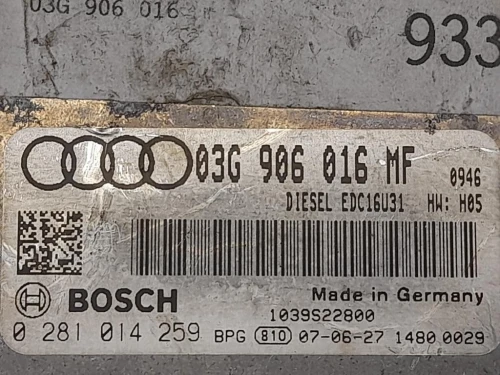 03G 906 016
933
03G 906 016 MF 0946
DIESEL EDC16U31 HW: H05
BOSCH
Made in Germany
1039S22800
0 281 014 259 BPG 810 07-06-27 1480 0029